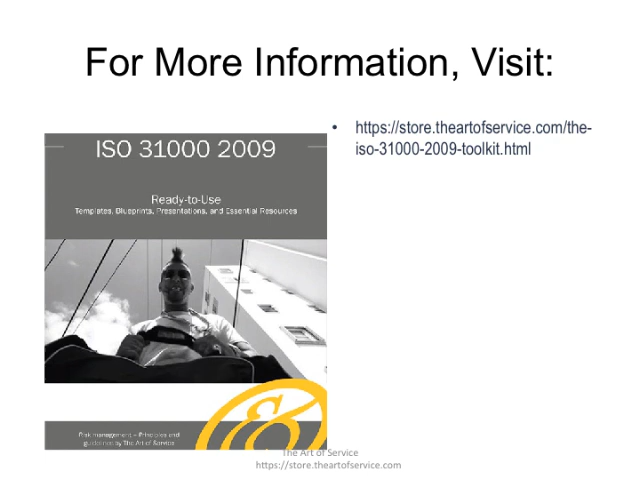 For More Information, Visit:
• https://store.theartofservice.com/the-
iso-31000-2009-toolkit.html
ISO 31000 2009
Ready-to-Use
Templates, Blueprints, Presentations, and Essential Resources
&
Risk management – Principles and
guidelines by The Art of Service
The Art of Service
https://store.theartofservice.com